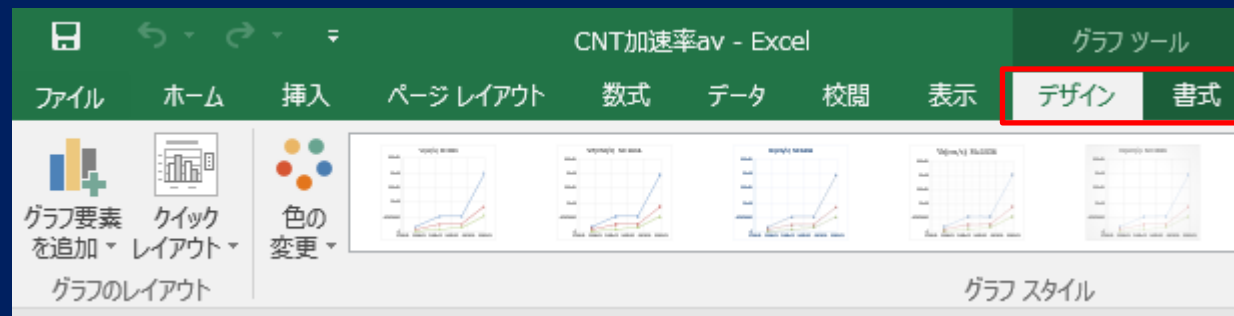 CNT加速率av - Excel
グラフ ツール
ファイル ホーム 挿入 ページ レイアウト 数式 データ 校閲 表示 デザイン 書式
グラフ要素
を追加
クイック
レイアウト
色の
変更
グラフのレイアウト
グラフ スタイル